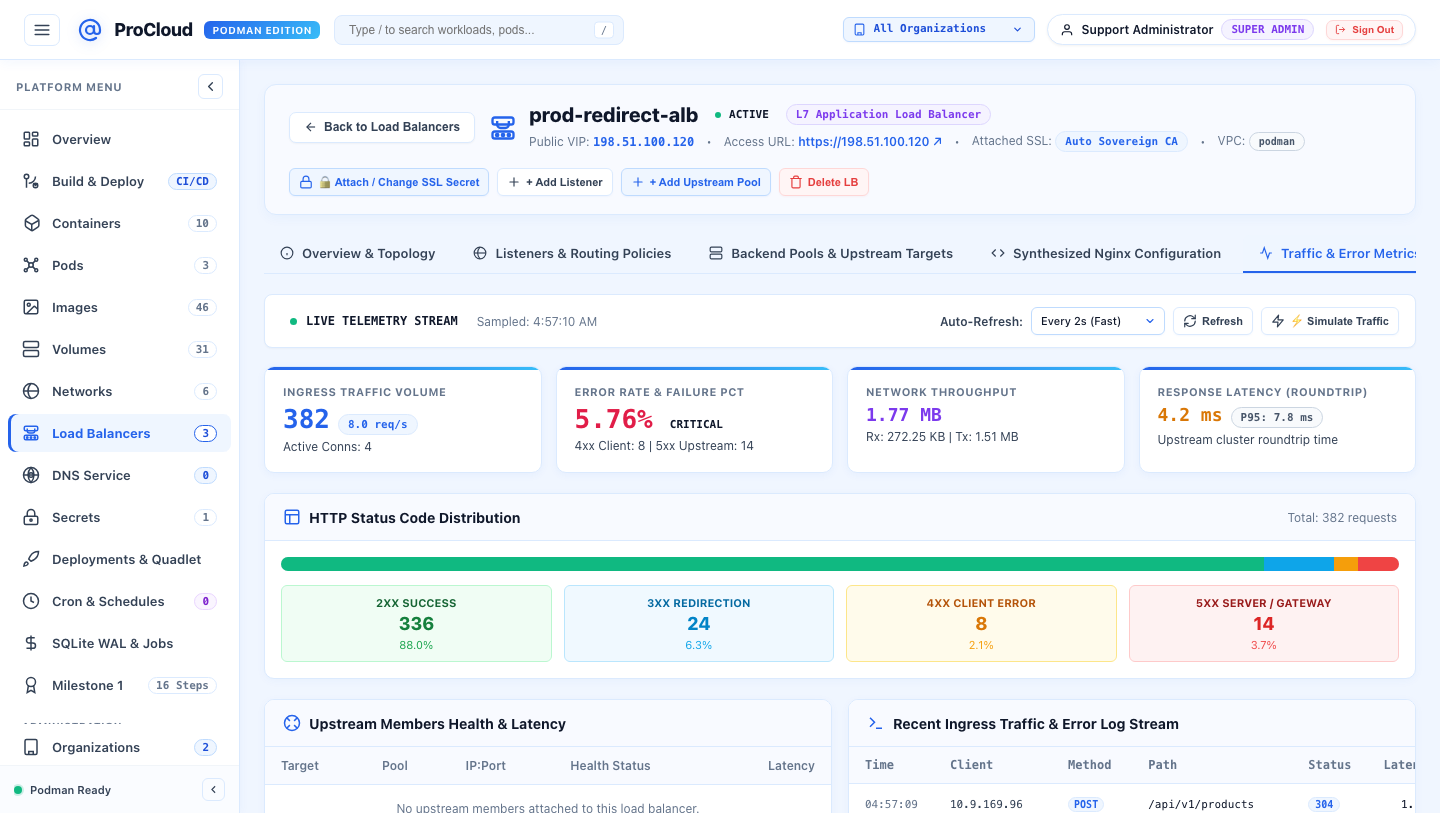 ProCloud PODMAN EDITION Type / to search workloads, pods... / All Organizations Support Administrator SUPER ADMIN Sign Out
PLATFORM MENU
Overview
Build & Deploy CI/CD
Containers 10
Pods 3
Images 46
Volumes 31
Networks 6
Load Balancers 3
DNS Service 0
Secrets 1
Deployments & Quadlet
Cron & Schedules 0
SQLite WAL & Jobs
Milestone 1 16 Steps
Organizations 2
Podman Ready
Back to Load Balancers
prod-redirect-alb ACTIVE L7 Application Load Balancer
Public VIP: 198.51.100.120 • Access URL: https://198.51.100.120 ↗ • Attached SSL: Auto Sovereign CA • VPC: podman
🔒 Attach / Change SSL Secret + Add Listener + Add Upstream Pool Delete LB
Overview & Topology Listeners & Routing Policies Backend Pools & Upstream Targets Synthesized Nginx Configuration Traffic & Error Metrics
LIVE TELEMETRY STREAM Sampled: 4:57:10 AM Auto-Refresh: Every 2s (Fast) Refresh ⚡ Simulate Traffic
INGRESS TRAFFIC VOLUME
382 8.0 req/s
Active Conns: 4
ERROR RATE & FAILURE PCT
5.76% CRITICAL
4xx Client: 8 | 5xx Upstream: 14
NETWORK THROUGHPUT
1.77 MB
Rx: 272.25 KB | Tx: 1.51 MB
RESPONSE LATENCY (ROUNDTRIP)
4.2 ms P95: 7.8 ms
Upstream cluster roundtrip time
HTTP Status Code Distribution Total: 382 requests
2XX SUCCESS
336
88.0%
3XX REDIRECTION
24
6.3%
4XX CLIENT ERROR
8
2.1%
5XX SERVER / GATEWAY
14
3.7%
Upstream Members Health & Latency
Target Pool IP:Port Health Status Latency
No upstream members attached to this load balancer.
Recent Ingress Traffic & Error Log Stream
Time Client Method Path Status
04:57:09 10.9.169.96 POST /api/v1/products 304